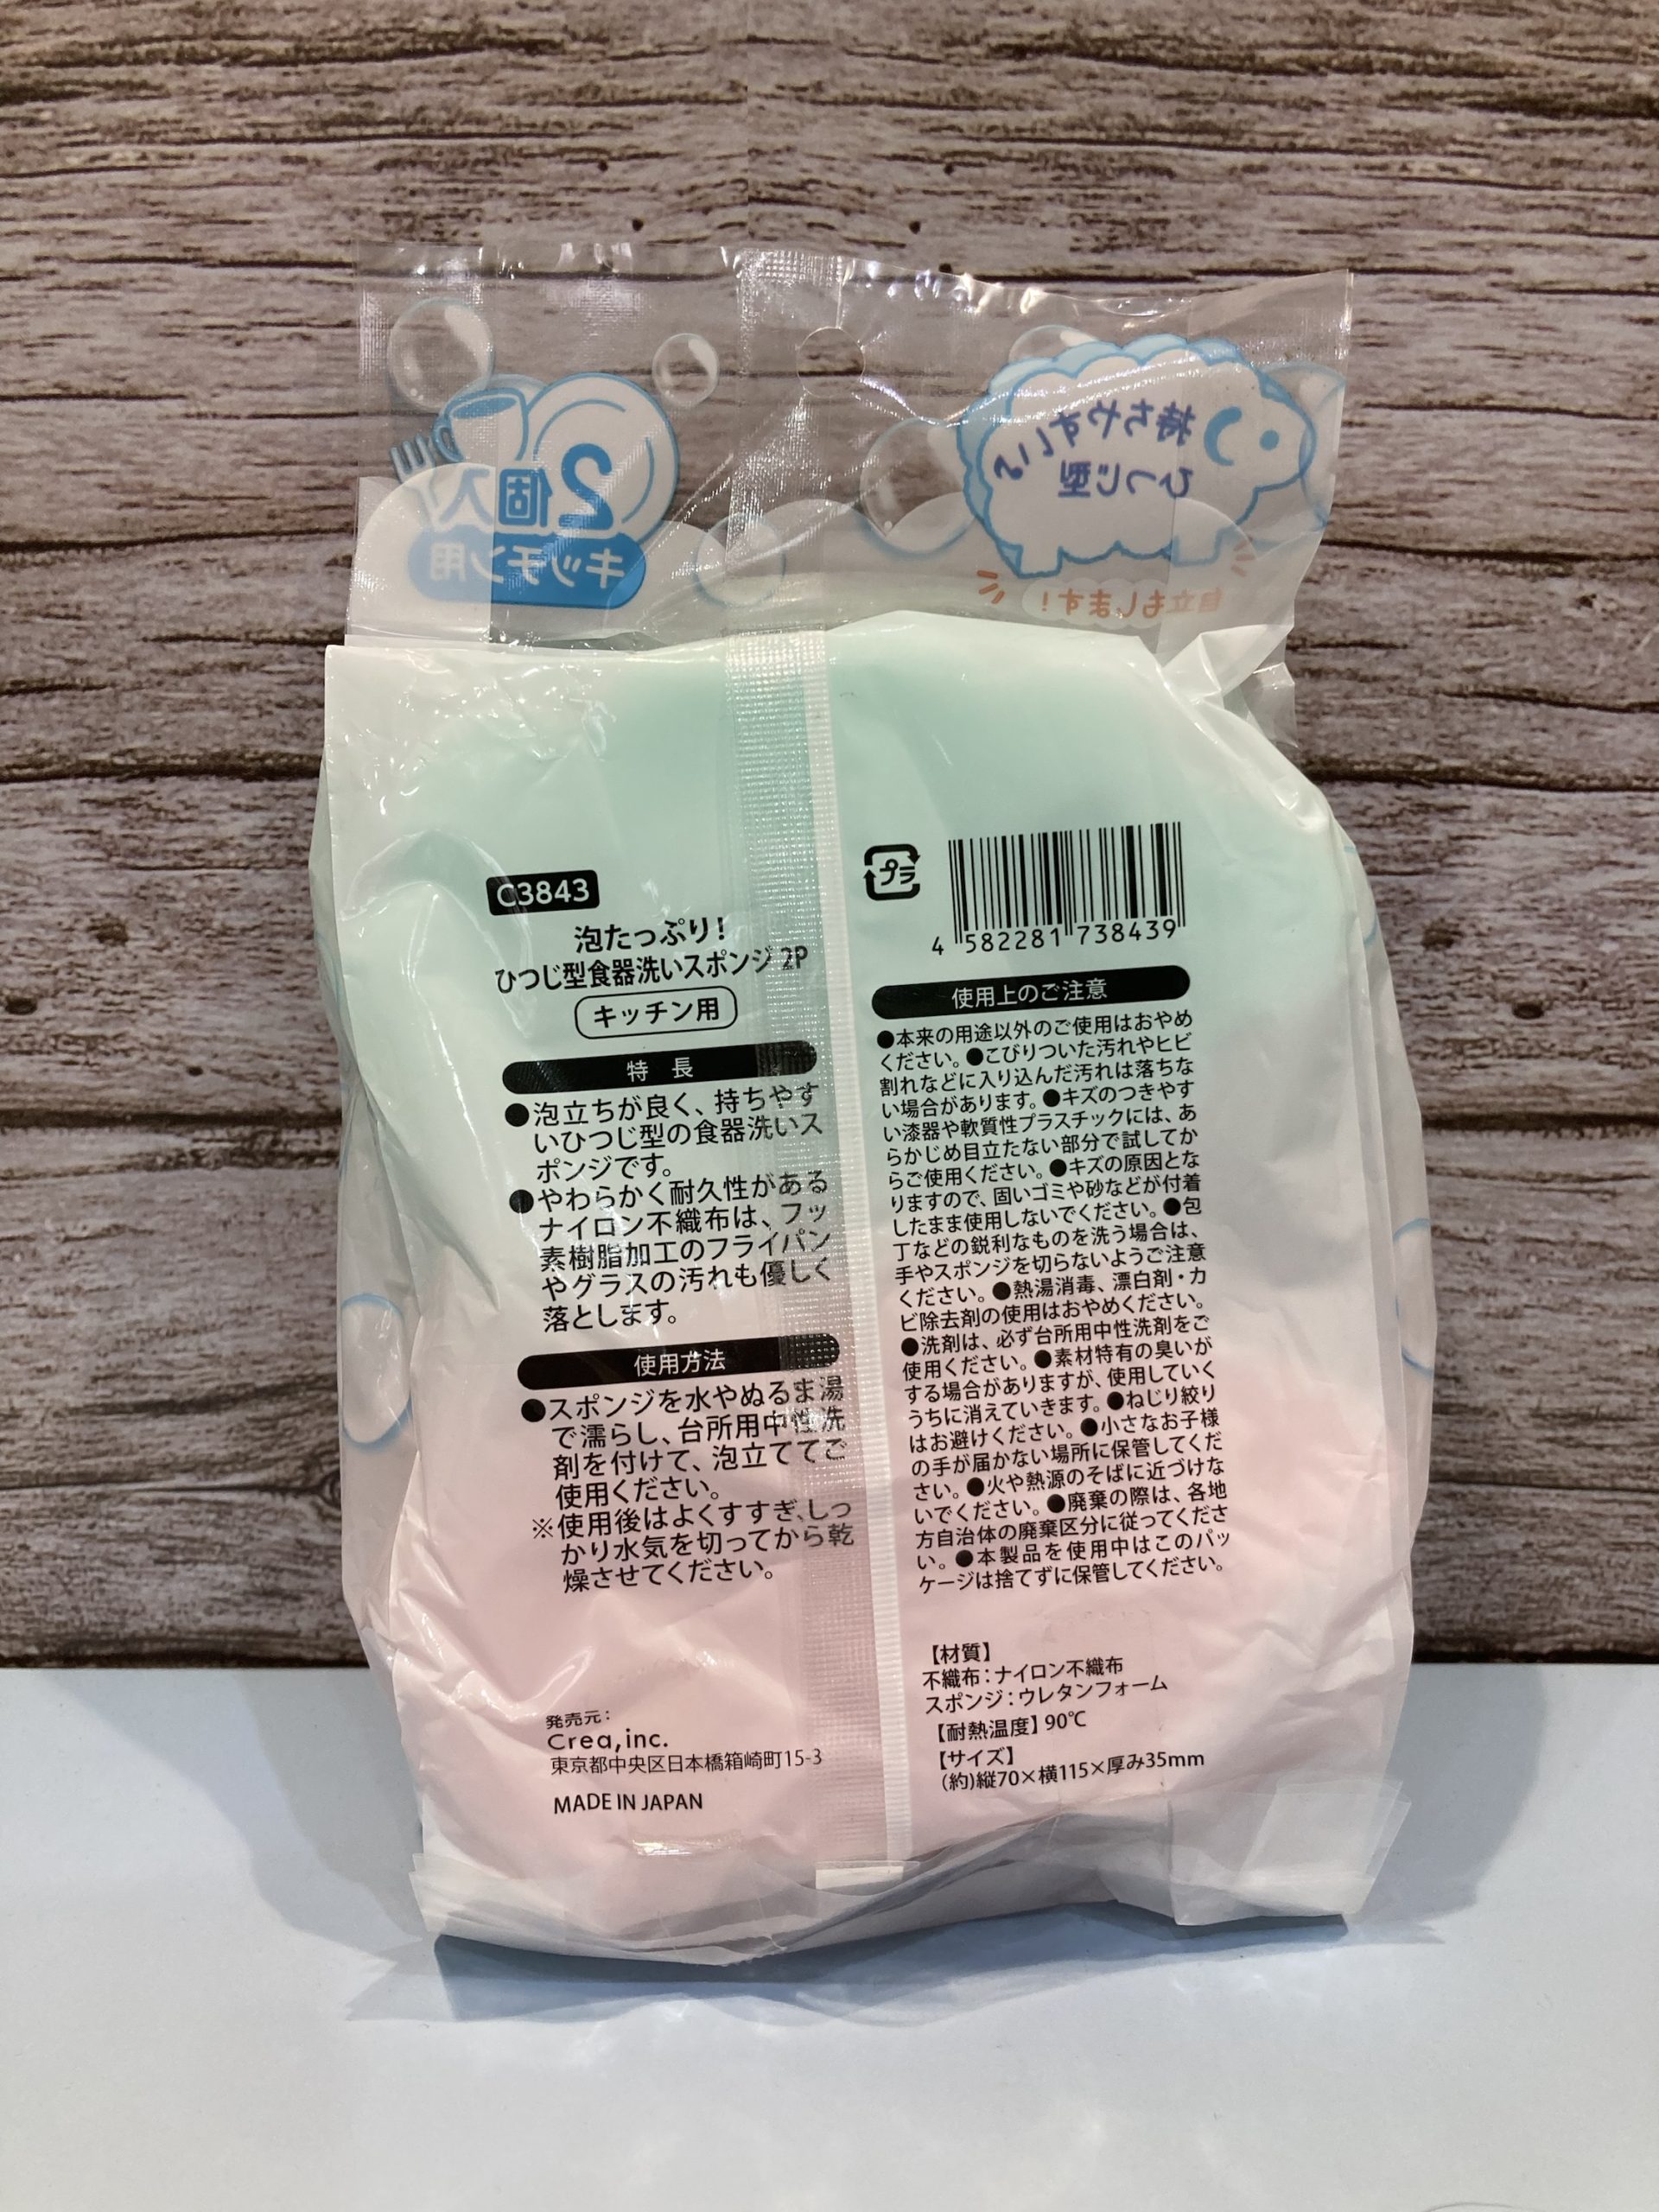 持ちやすい
ひつじ型
自立もします!
2個入
キッチン用
C3843
泡たっぷり!
ひつじ型食器洗いスポンジ 2P
キッチン用
特 長
●泡立ちが良く、持ちやす
いひつじ型の食器洗いス
ポンジです。
●やわらかく耐久性がある
ナイロン不織布は、フッ
素樹脂加工のフライパン
やグラスの汚れも優しく
落とします。
使用方法
●スポンジを水やぬるま湯
で濡らし、台所用中性洗
剤を付けて、泡立ててご
使用ください。
※使用後はよくすすぎ、しっ
かり水気を切ってから乾
燥させてください。
発売元:
Crea,inc.
東京都中央区日本橋箱崎町15-3
MADE IN JAPAN
プラ
4 582281 738439
使用上のご注意
●本来の用途以外のご使用はおやめ
ください。●こびりついた汚れやヒビ
割れなどに入り込んだ汚れは落ちな
い場合があります。●キズのつきやす
い漆器や軟質性プラスチックには、あ
らかじめ目立たない部分で試してか
らご使用ください。●キズの原因とな
りますので、固いゴミや砂などが付着
したまま使用しないでください。●包
丁などの鋭利なものを洗う場合は、
手やスポンジを切らないようご注意
ください。●熱湯消毒、漂白剤・カ
ビ除去剤の使用はおやめください。
●洗剤は、必ず台所用中性洗剤をご
使用ください。●素材特有の臭いが
する場合がありますが、使用していく
うちに消えていきます。●ねじり絞り
はお避けください。●小さなお子様
の手が届かない場所に保管してくだ
さい。●火や熱源のそばに近づけな
いでください。●廃棄の際は、各地
方自治体の廃棄区分に従ってくださ
い。●本製品を使用中はこのパッ
ケージは捨てずに保管してください。
【材質】
不織布:ナイロン不織布
スポンジ:ウレタンフォーム
【耐熱温度】90℃
【サイズ】
(約)縦70×横115×厚み35mm